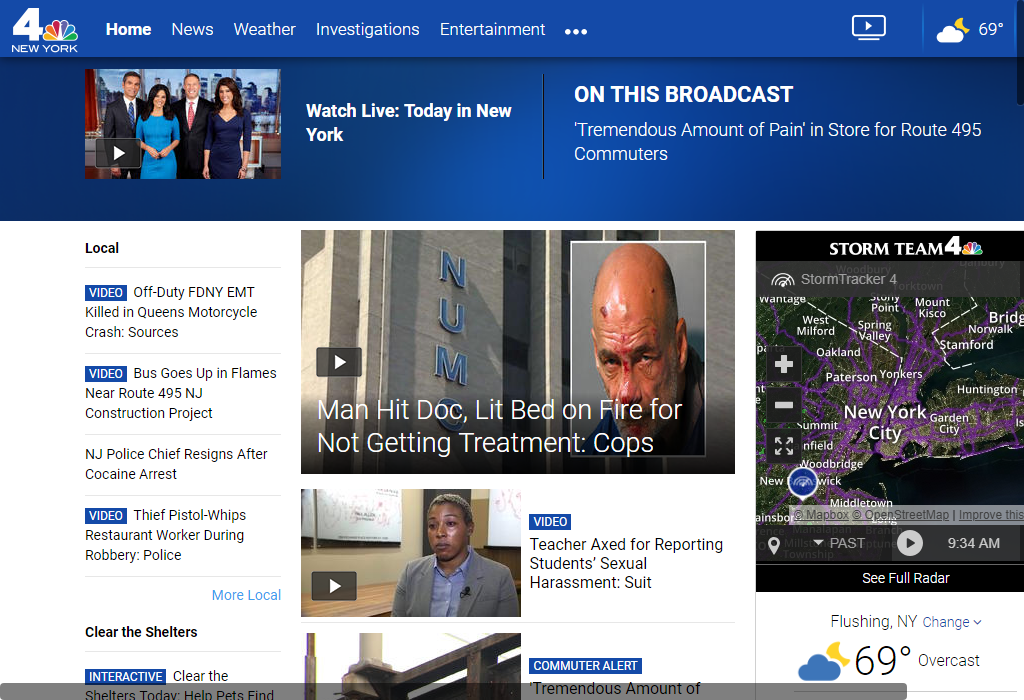 4
NEW YORK
Home
News
Weather
Investigations
Entertainment
69°
Watch Live: Today in New
York
ON THIS BROADCAST
'Tremendous Amount of Pain' in Store for Route 495
Commuters
Local
VIDEO Off-Duty FDNY EMT
Killed in Queens Motorcycle
Crash: Sources
VIDEO Bus Goes Up in Flames
Near Route 495 NJ
Construction Project
NJ Police Chief Resigns After
Cocaine Arrest
VIDEO Thief Pistol-Whips
Restaurant Worker During
Robbery: Police
More Local
Clear the Shelters
INTERACTIVE Clear the
Shelters Today: Help Pets Find
NUMC
Man Hit Doc, Lit Bed on Fire for
Not Getting Treatment: Cops
VIDEO
Teacher Axed for Reporting
Students’ Sexual
Harassment: Suit
COMMUTER ALERT
'Tremendous Amount of
STORM TEAM 4
StormTracker 4
Woodbury
Danbury
Yorktown
Wantage
Stony
Point
Mount
Kisco
West
Milford
Spring
Valley
Bridg
Norwalk
Stamford
Oakland
Paterson
Yonkers
Huntington
New York
City
Garden
City
Summit
nfield
Woodbridge
New
wick
Middletown
ainsbor
© Mapbox © OpenStreetMap | Improve this
PAST
9:34 AM
Township
See Full Radar
Flushing, NY Change
69° Overcast